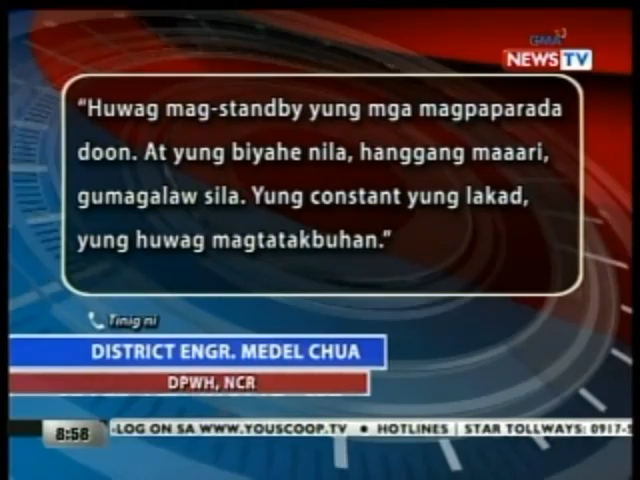 GMA
NEWS TV
“Huwag mag-standby yung mga magpaparada
doon. At yung biyahe nila, hanggang maaari,
gumagalaw sila. Yung constant yung lakad,
yung huwag magtatakbuhan.”
Tinig ni
DISTRICT ENGR. MEDEL CHUA
DPWH, NCR
8:58 -LOG ON SA WWW.YOUSCOOP.TV ● HOTLINES | STAR TOLLWAYS: 0917-5